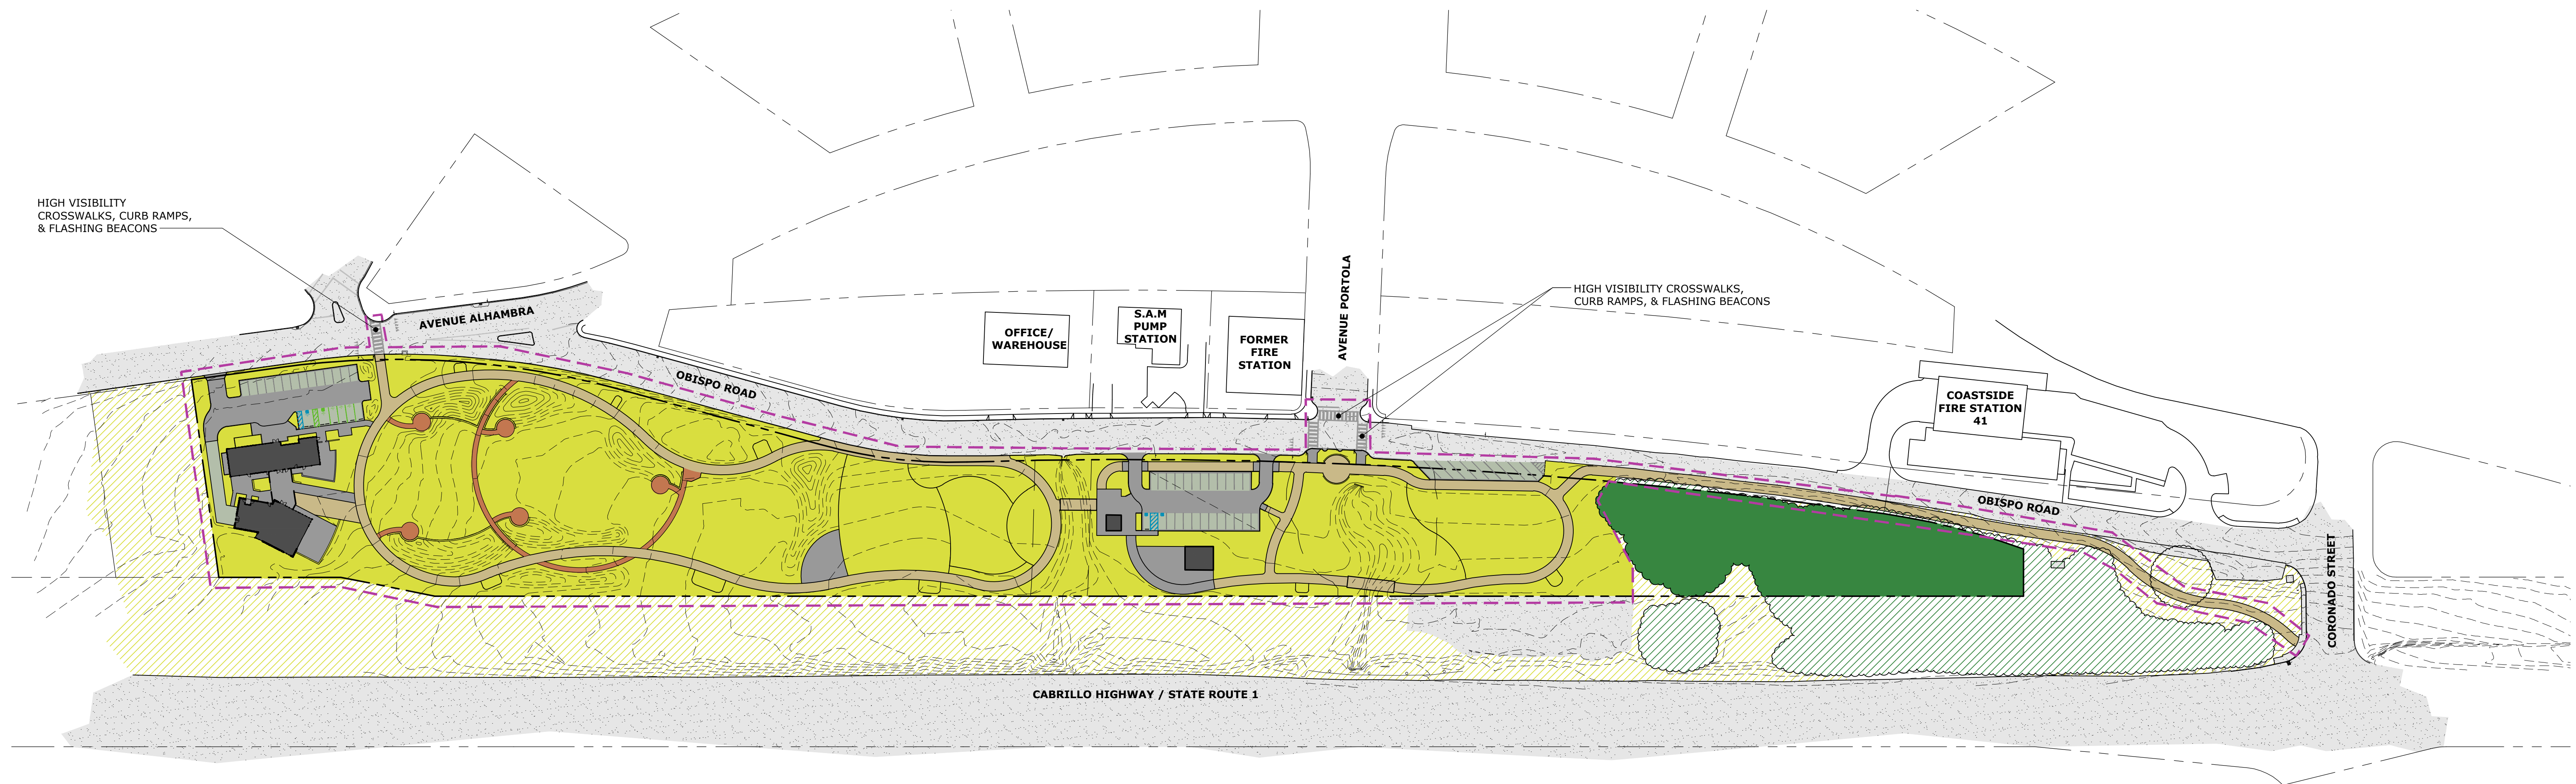 HIGH VISIBILITY
CROSSWALKS, CURB RAMPS,
& FLASHING BEACONS
AVENUE ALHAMBRA
OBISPO ROAD
OFFICE/
WAREHOUSE
S.A.M
PUMP
STATION
FORMER
FIRE
STATION
AVENUE PORTOLA
HIGH VISIBILITY CROSSWALKS,
CURB RAMPS, & FLASHING BEACONS
COASTSIDE
FIRE STATION
41
OBISPO ROAD
CORONADO STREET
CABRILLO HIGHWAY / STATE ROUTE 1